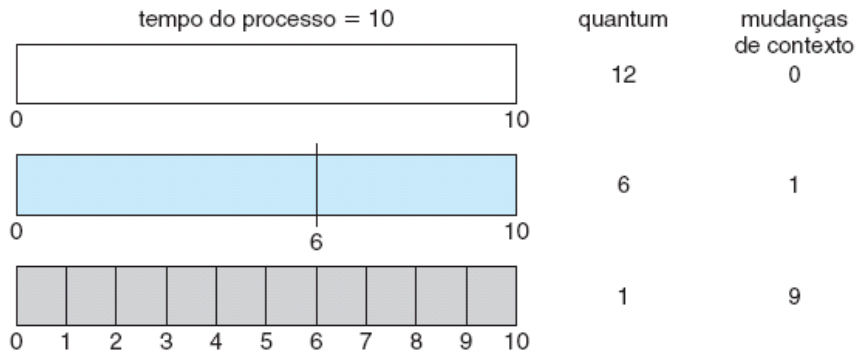 tempo do processo = 10 quantum mudanças
de contexto
12 0
0 10
6 1
0 6 10
1 9
0 1 2 3 4 5 6 7 8 9 10